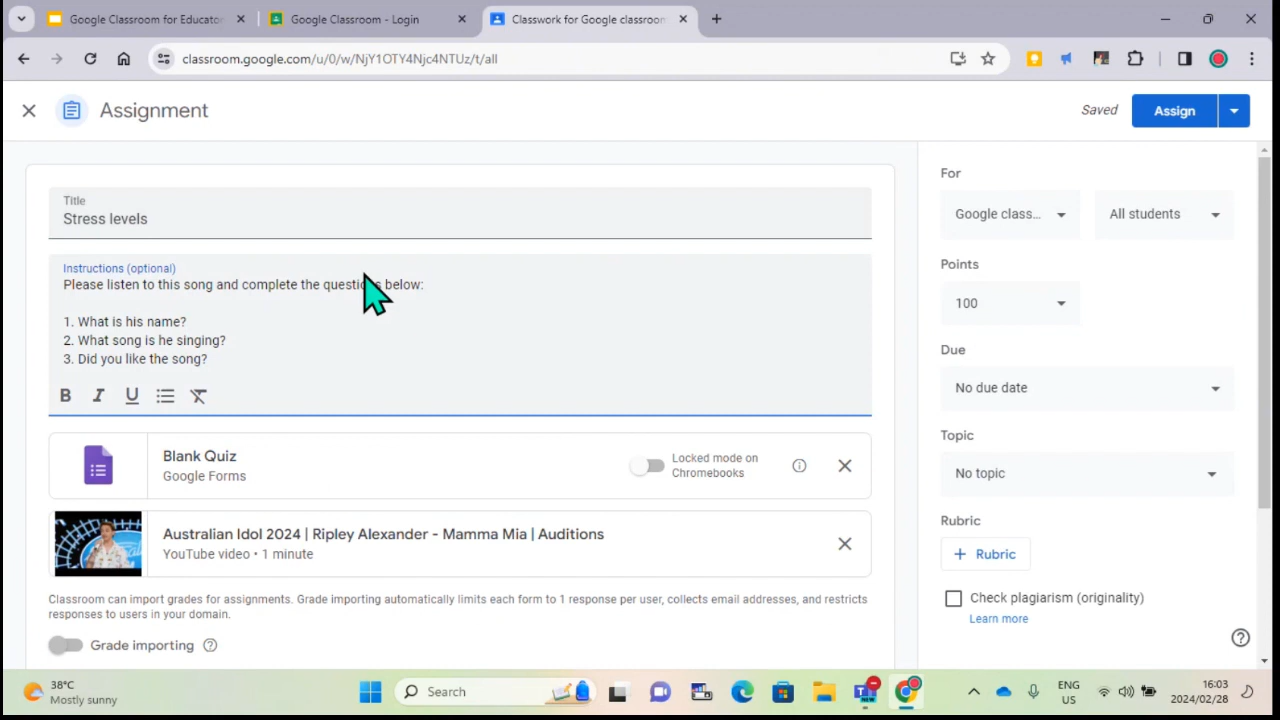 Google Classroom for Educator
Google Classroom - Login
Classwork for Google classroom
classroom.google.com/u/0/w/NjY1OTY4Njc4NTUz/t/all
Assignment
Saved
Assign
Title
Stress levels
Instructions (optional)
Please listen to this song and complete the questions below:
1. What is his name?
2. What song is he singing?
3. Did you like the song?
B I U
Blank Quiz
Google Forms
Locked mode on
Chromebooks
Australian Idol 2024 | Ripley Alexander - Mamma Mia | Auditions
YouTube video • 1 minute
Classroom can import grades for assignments. Grade importing automatically limits each form to 1 response per user, collects email addresses, and restricts
responses to users in your domain.
Grade importing
For
Google class...
All students
Points
100
Due
No due date
Topic
No topic
Rubric
+ Rubric
Check plagiarism (originality)
Learn more
38°C
Mostly sunny
Search
NEW
ENG
US
16:03
2024/02/28